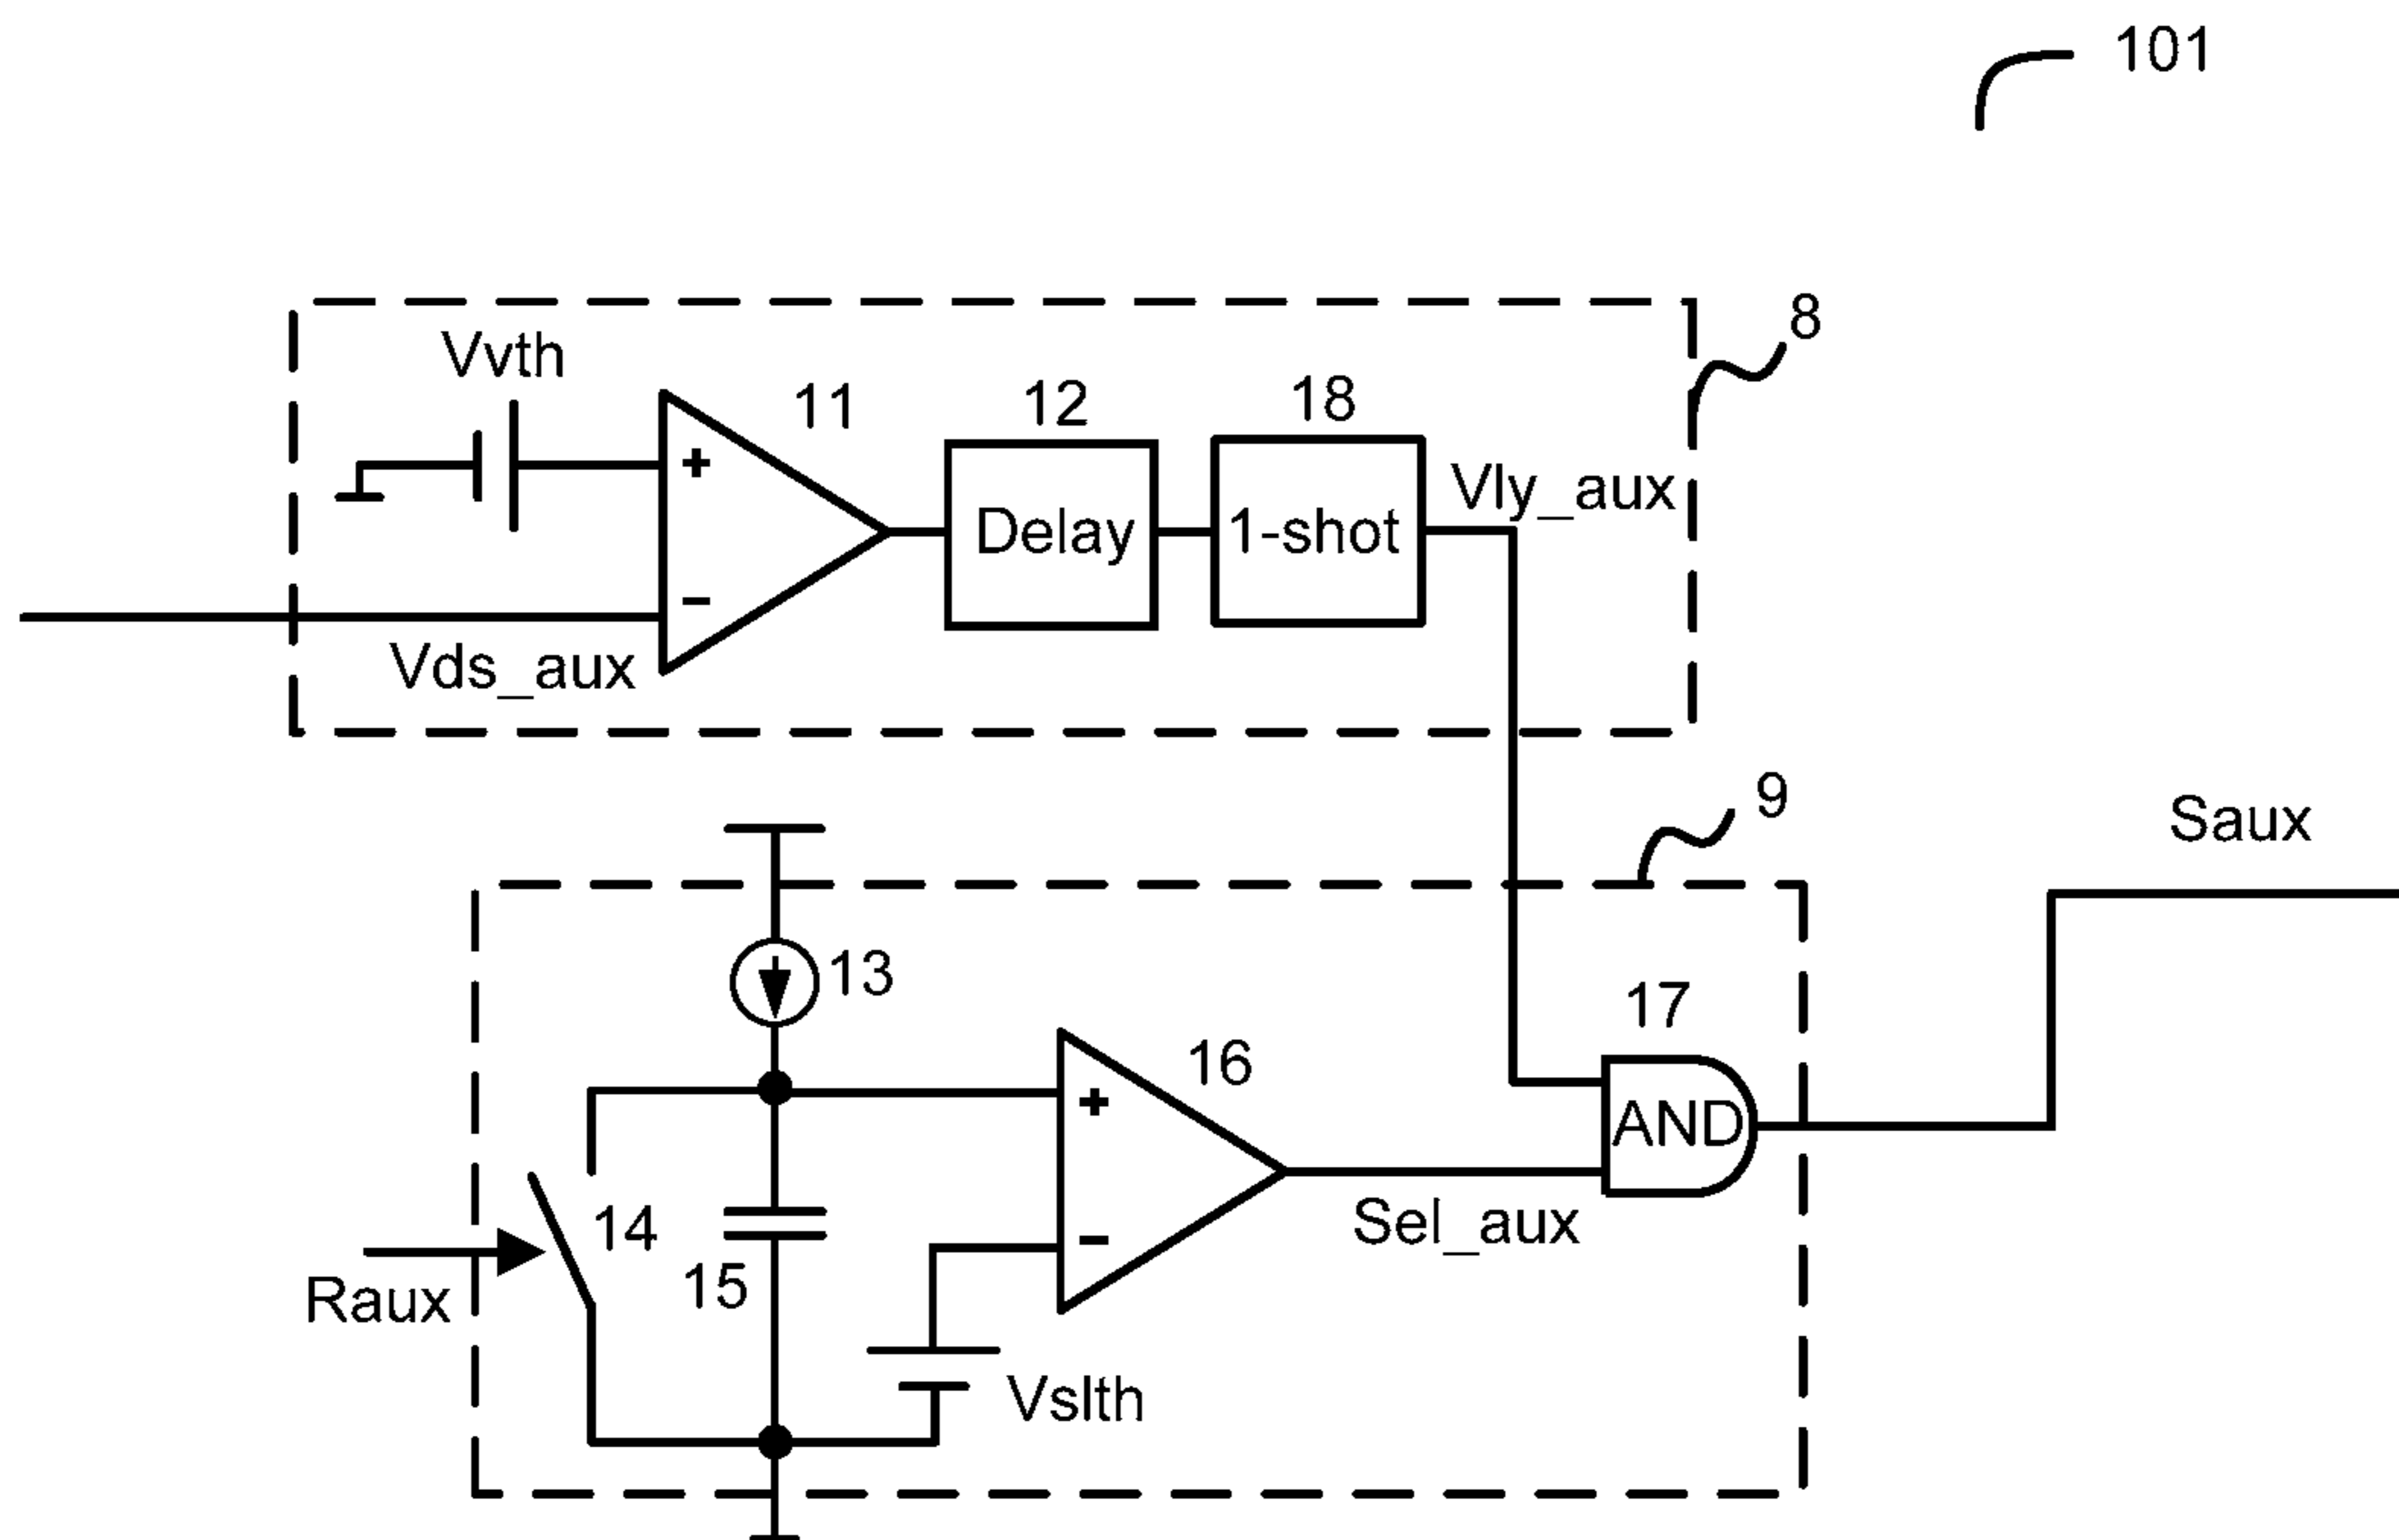 101
8
Vvth
11
12
18
+
Delay
1-shot
Vly_aux
-
Vds_aux
9
Saux
13
17
16
+
AND
14
Sel_aux
-
15
Raux
Vslth